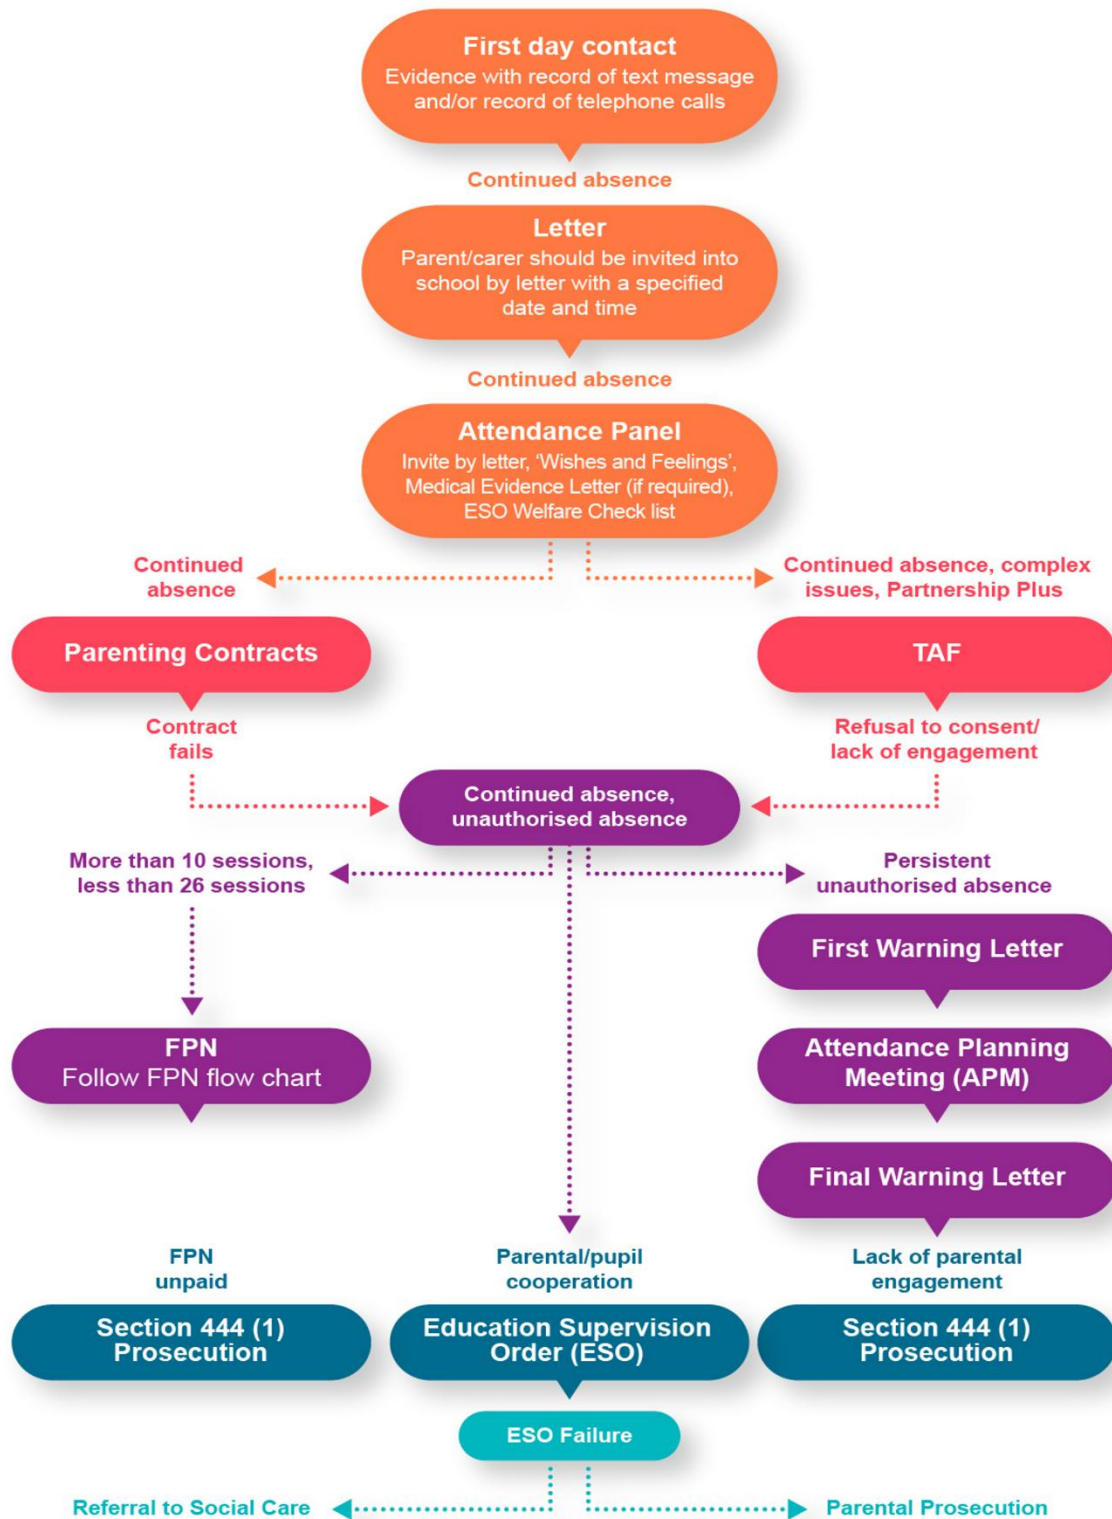 First day contact
Evidence with record of text message
and/or record of telephone calls
Continued absence
Letter
Parent/carer should be invited into
school by letter with a specified
date and time
Continued absence
Attendance Panel
Invite by letter, ‘Wishes and Feelings’,
Medical Evidence Letter (if required),
ESO Welfare Check list
Continued
absence
Continued absence, complex
issues, Partnership Plus
Parenting Contracts
TAF
Contract
fails
Refusal to consent/
lack of engagement
Continued absence,
unauthorised absence
More than 10 sessions,
less than 26 sessions
Persistent
unauthorised absence
First Warning Letter
FPN
Follow FPN flow chart
Attendance Planning
Meeting (APM)
Final Warning Letter
FPN
unpaid
Parental/pupil
cooperation
Lack of parental
engagement
Section 444 (1)
Prosecution
Education Supervision
Order (ESO)
Section 444 (1)
Prosecution
ESO Failure
Referral to Social Care
Parental Prosecution